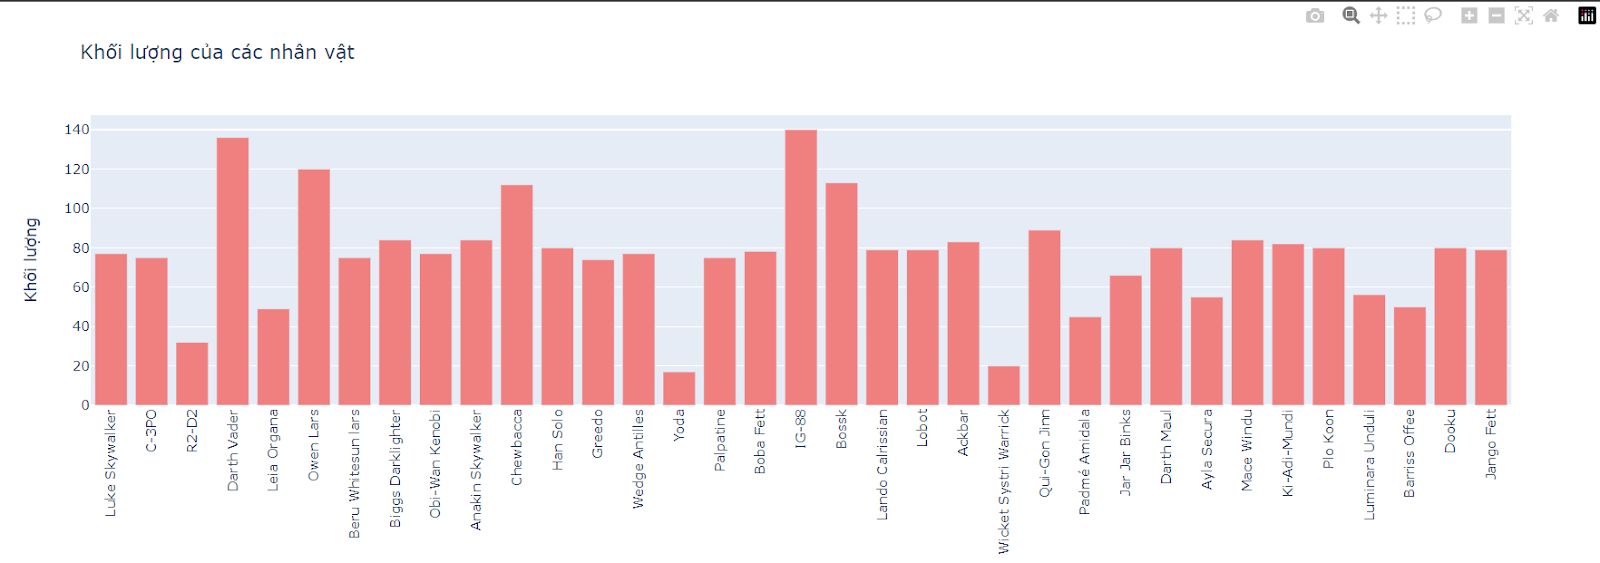 Khối lượng của các nhân vật
Khối lượng
140
120
100
80
60
40
20
0
Luke Skywalker
C-3PO
R2-D2
Darth Vader
Leia Organa
Owen Lars
Beru Whitesun lars
Biggs Darklighter
Obi-Wan Kenobi
Anakin Skywalker
Chewbacca
Han Solo
Greedo
Wedge Antilles
Yoda
Palpatine
Boba Fett
IG-88
Bossk
Lando Calrissian
Lobot
Ackbar
Wicket Systri Warrick
Qui-Gon Jinn
Padmé Amidala
Jar Jar Binks
Darth Maul
Ayla Secura
Mace Windu
Ki-Adi-Mundi
Plo Koon
Luminara Unduli
Barriss Offee
Dooku
Jango Fett